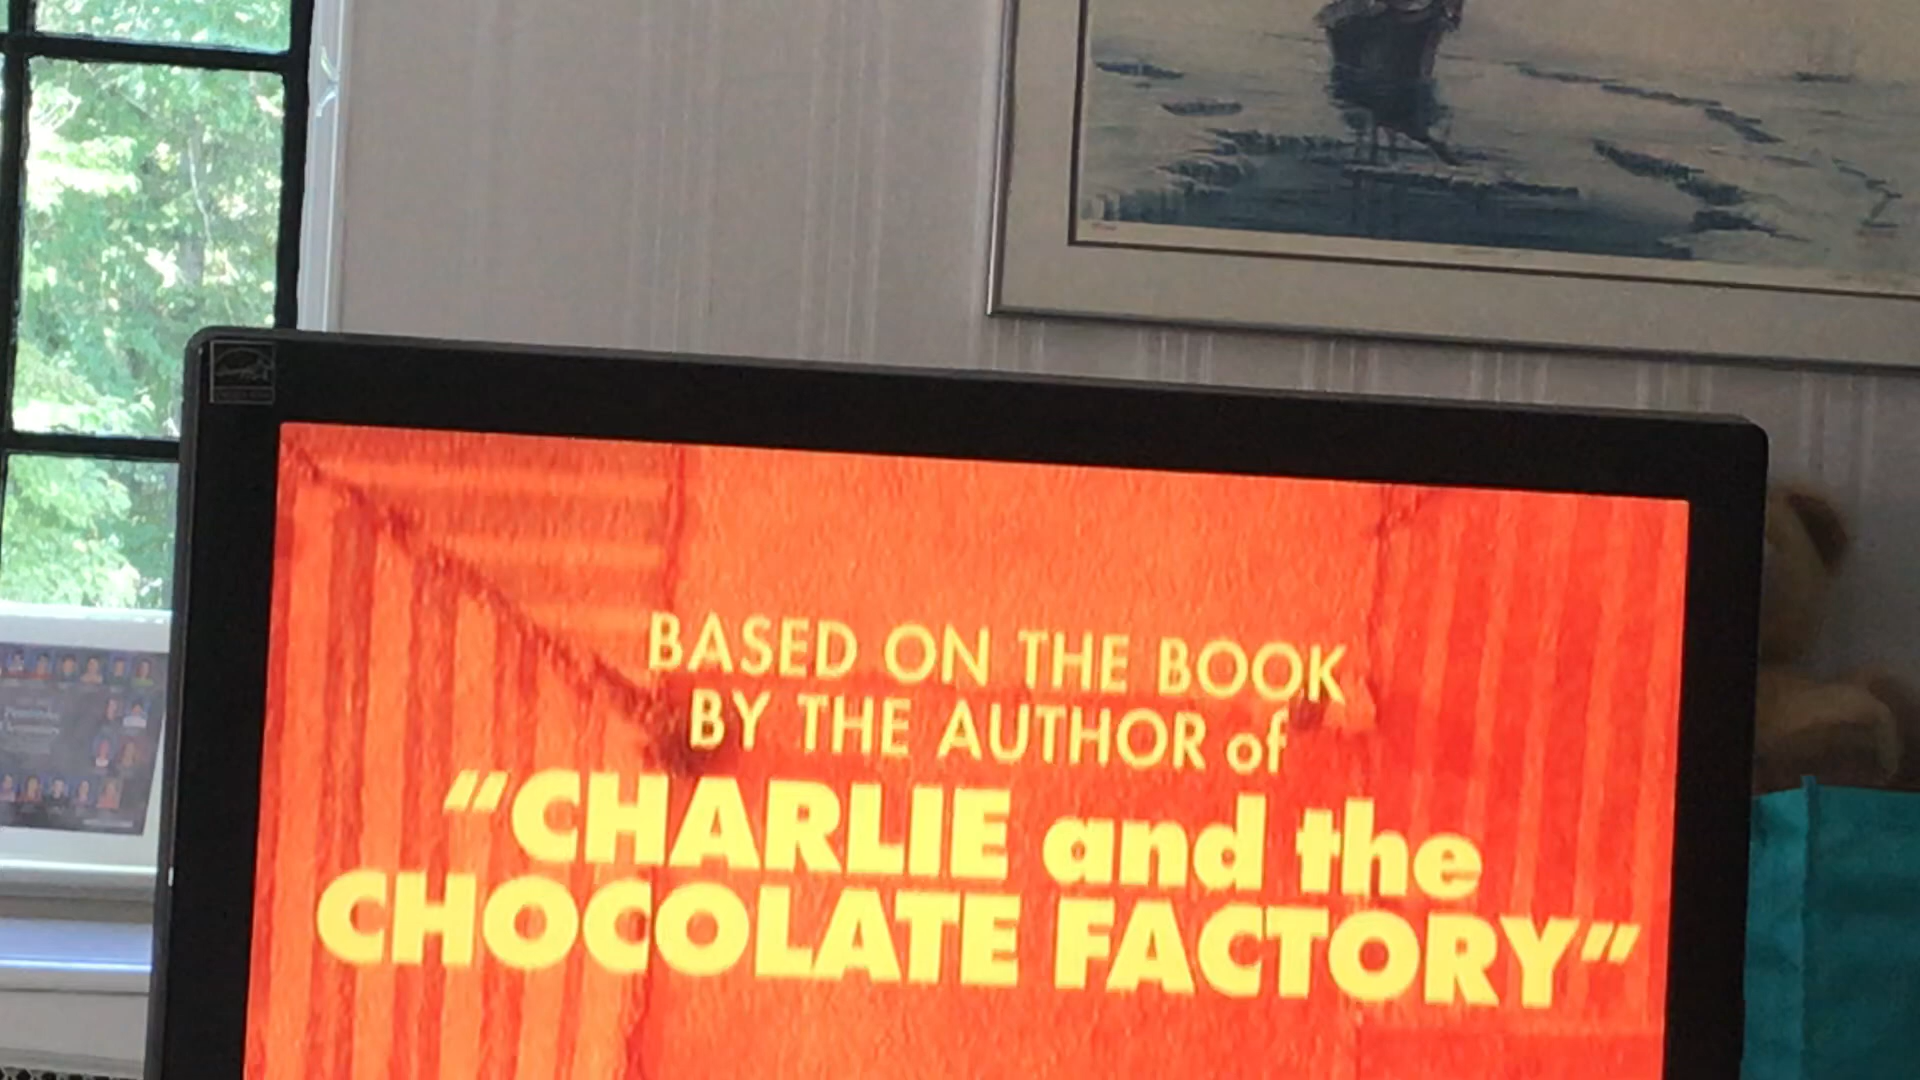 BASED ON THE BOOK
BY THE AUTHOR of
“CHARLIE and the
CHOCOLATE FACTORY”